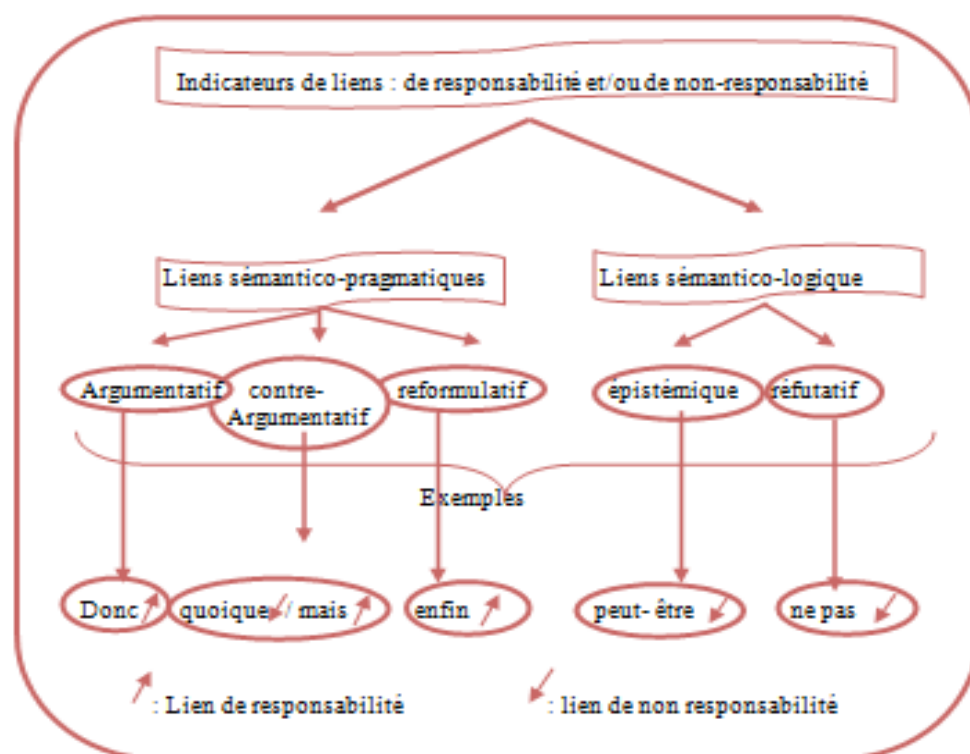 Indicateurs de liens : de responsabilité et/ou de non-responsabilité
Liens sémantico-pragmatiques
Liens sémantico-logique
Argumentatif
contre-
Argumentatif
reformulatif
épistémique
réfutatif
Exemples
Donc
quoique / mais
enfin
peut- être
ne pas
: Lien de responsabilité
: lien de non responsabilité